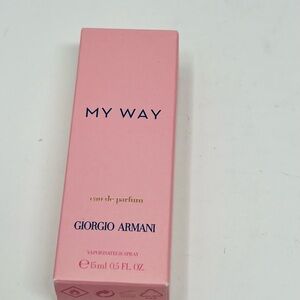 MY WAY
eau de parfum
GIORGIO ARMANI
VAPORISATEUR SPRAY
℮15ml 0.5 FL. OZ.